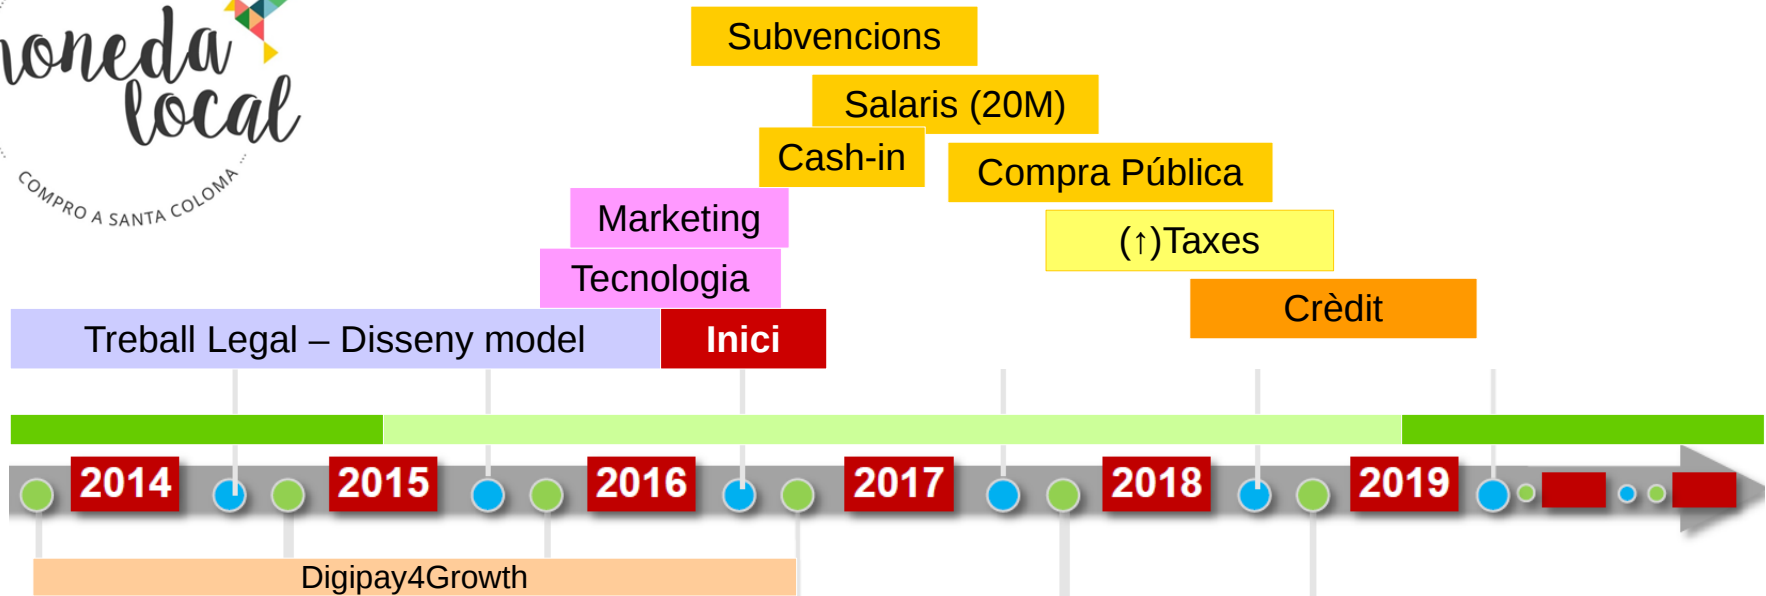 moneda
local
COMPRO A SANTA COLOMA
Subvencions
Salaris (20M)
Cash-in
Compra Pública
Marketing
(↑)Taxes
Tecnologia
Crèdit
Treball Legal – Disseny model
Inici
2014
2015
2016
2017
2018
2019
Digipay4Growth